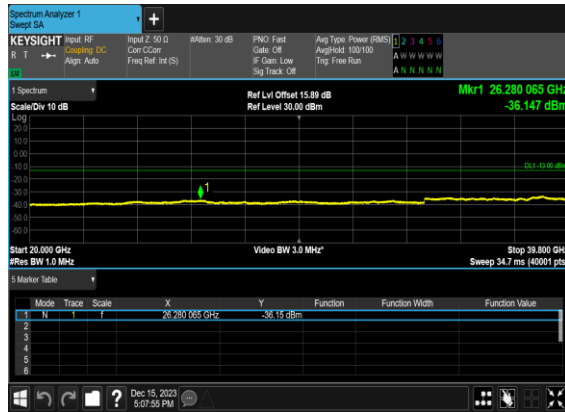 Spectrum Analyzer 1
Swept SA
KEYSIGHT Input: RF Input Z: 50 Ω #Atten: 30 dB PNO: Fast Avg Type: Power (RMS) 1 2 3 4 5 6
R T Coupling: DC Corr CCorr Gate: Off Avg|Hold: 100/100 A W W W W W
Align: Auto Freq Ref: Int (S) IF Gain: Low Trig: Free Run
LW Sig Track: Off A N N N N N
1 Spectrum Ref Lvl Offset 15.89 dB Mkr1 26.280 065 GHz
Scale/Div 10 dB Ref Level 30.00 dBm -36.147 dBm
Log
20.0
10.0
0.00
-10.0 DL1 -13.00 dBm
-20.0
-30.0 1
-40.0
-50.0
-60.0
Start 20.000 GHz Video BW 3.0 MHz* Stop 39.800 GHz
#Res BW 1.0 MHz Sweep 34.7 ms (40001 pts)
5 Marker Table
Mode Trace Scale X Y Function Function Width Function Value
1 N 1 f 26.280 065 GHz -36.15 dBm
2
3
4
5
6
? Dec 15, 2023
5:07:55 PM